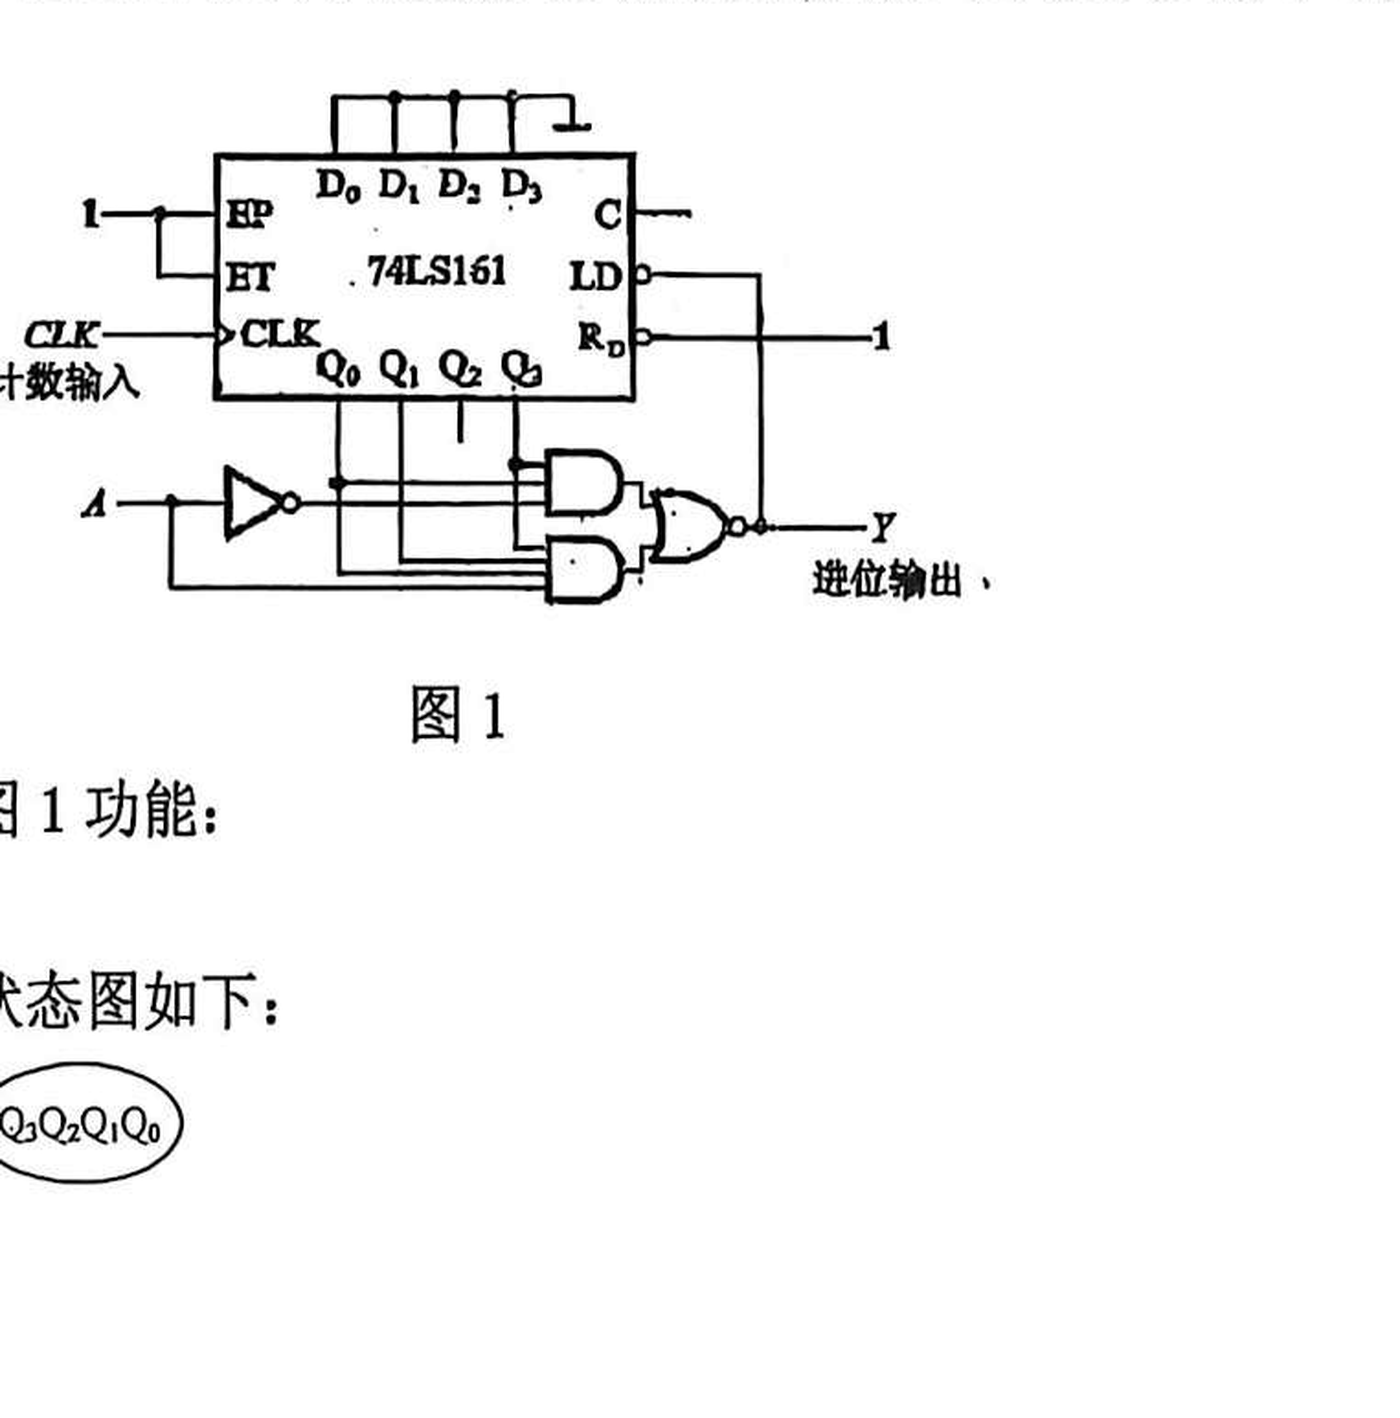 D₀ D₁ D₂ D₃
1 EP C
ET 74LS161 LD
CLK CLK R_D 1
计数输入 Q₀ Q₁ Q₂ Q₃
A Y
进位输出
图 1
图 1 功能：
状态图如下：
Q₃Q₂Q₁Q₀